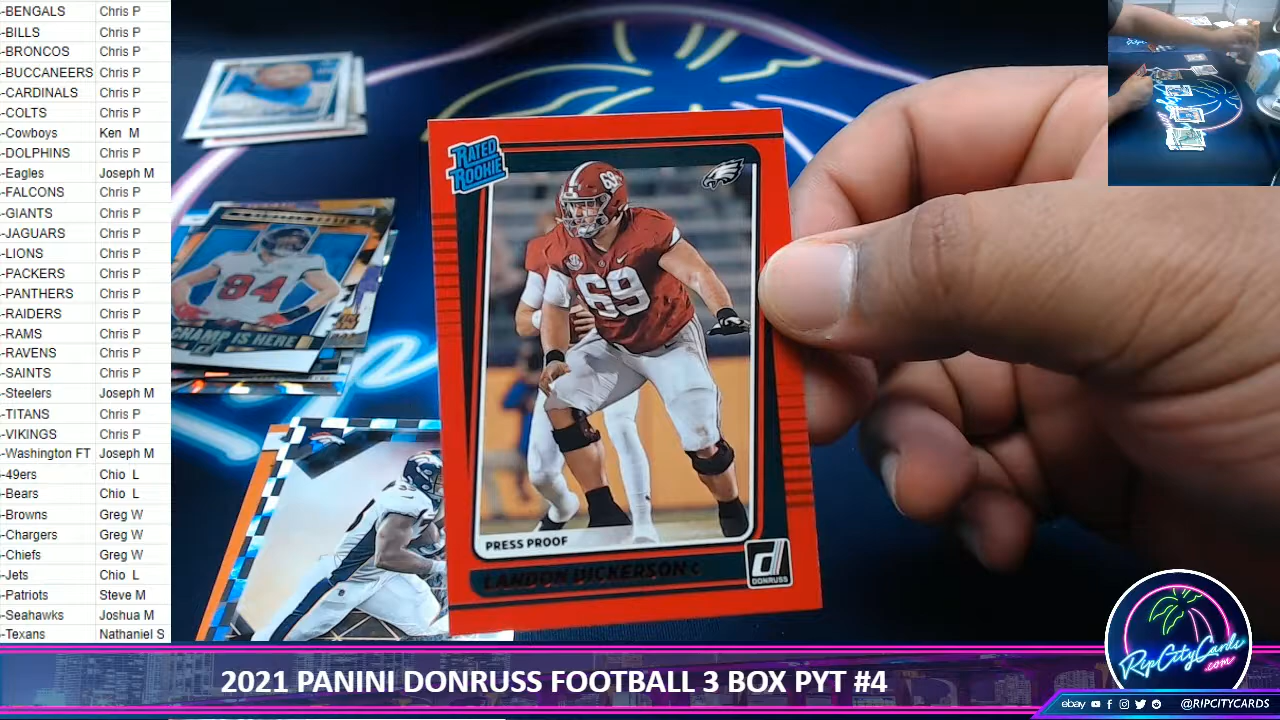 -BENGALS Chris P
-BILLS Chris P
-BRONCOS Chris P
-BUCCANEERS Chris P
-CARDINALS Chris P
-COLTS Chris P
-Cowboys Ken M
-DOLPHINS Chris P
-Eagles Joseph M
-FALCONS Chris P
-GIANTS Chris P
-JAGUARS Chris P
-LIONS Chris P
-PACKERS Chris P
-PANTHERS Chris P
-RAIDERS Chris P
-RAMS Chris P
-RAVENS Chris P
-SAINTS Chris P
-Steelers Joseph M
-TITANS Chris P
-VIKINGS Chris P
-Washington FT Joseph M
-49ers Chio L
-Bears Chio L
-Browns Greg W
-Chargers Greg W
-Chiefs Greg W
-Jets Chio L
-Patriots Steve M
-Seahawks Joshua M
-Texans Nathaniel S
RATED
ROOKIE
69
69
PRESS PROOF
LANDON DICKERSON C
DONRUSS
84
CHAMP IS HERE
RipCityCards
.com
2021 PANINI DONRUSS FOOTBALL 3 BOX PYT #4
ebay @RIPCITYCARDS